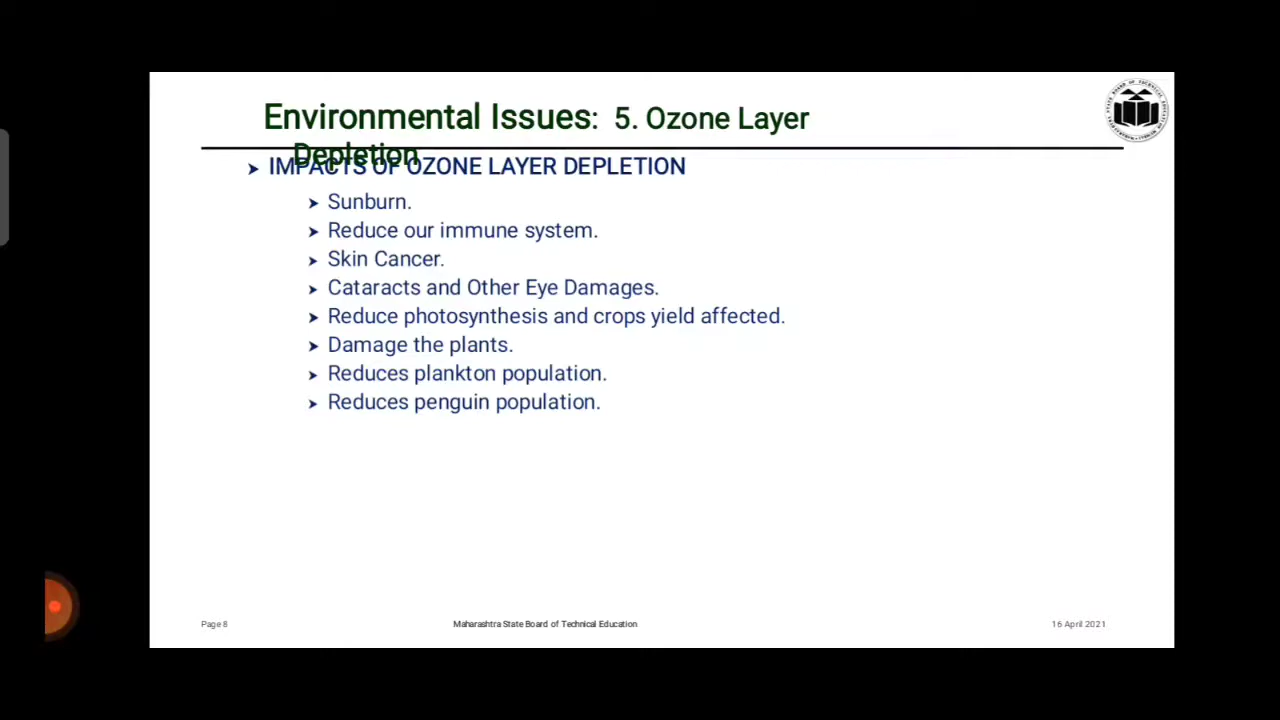 Environmental Issues: 5. Ozone Layer
Depletion
➤ IMPACTS OF OZONE LAYER DEPLETION
➤ Sunburn.
➤ Reduce our immune system.
➤ Skin Cancer.
➤ Cataracts and Other Eye Damages.
➤ Reduce photosynthesis and crops yield affected.
➤ Damage the plants.
➤ Reduces plankton population.
➤ Reduces penguin population.
Page 8 Maharashtra State Board of Technical Education 16 April 2021